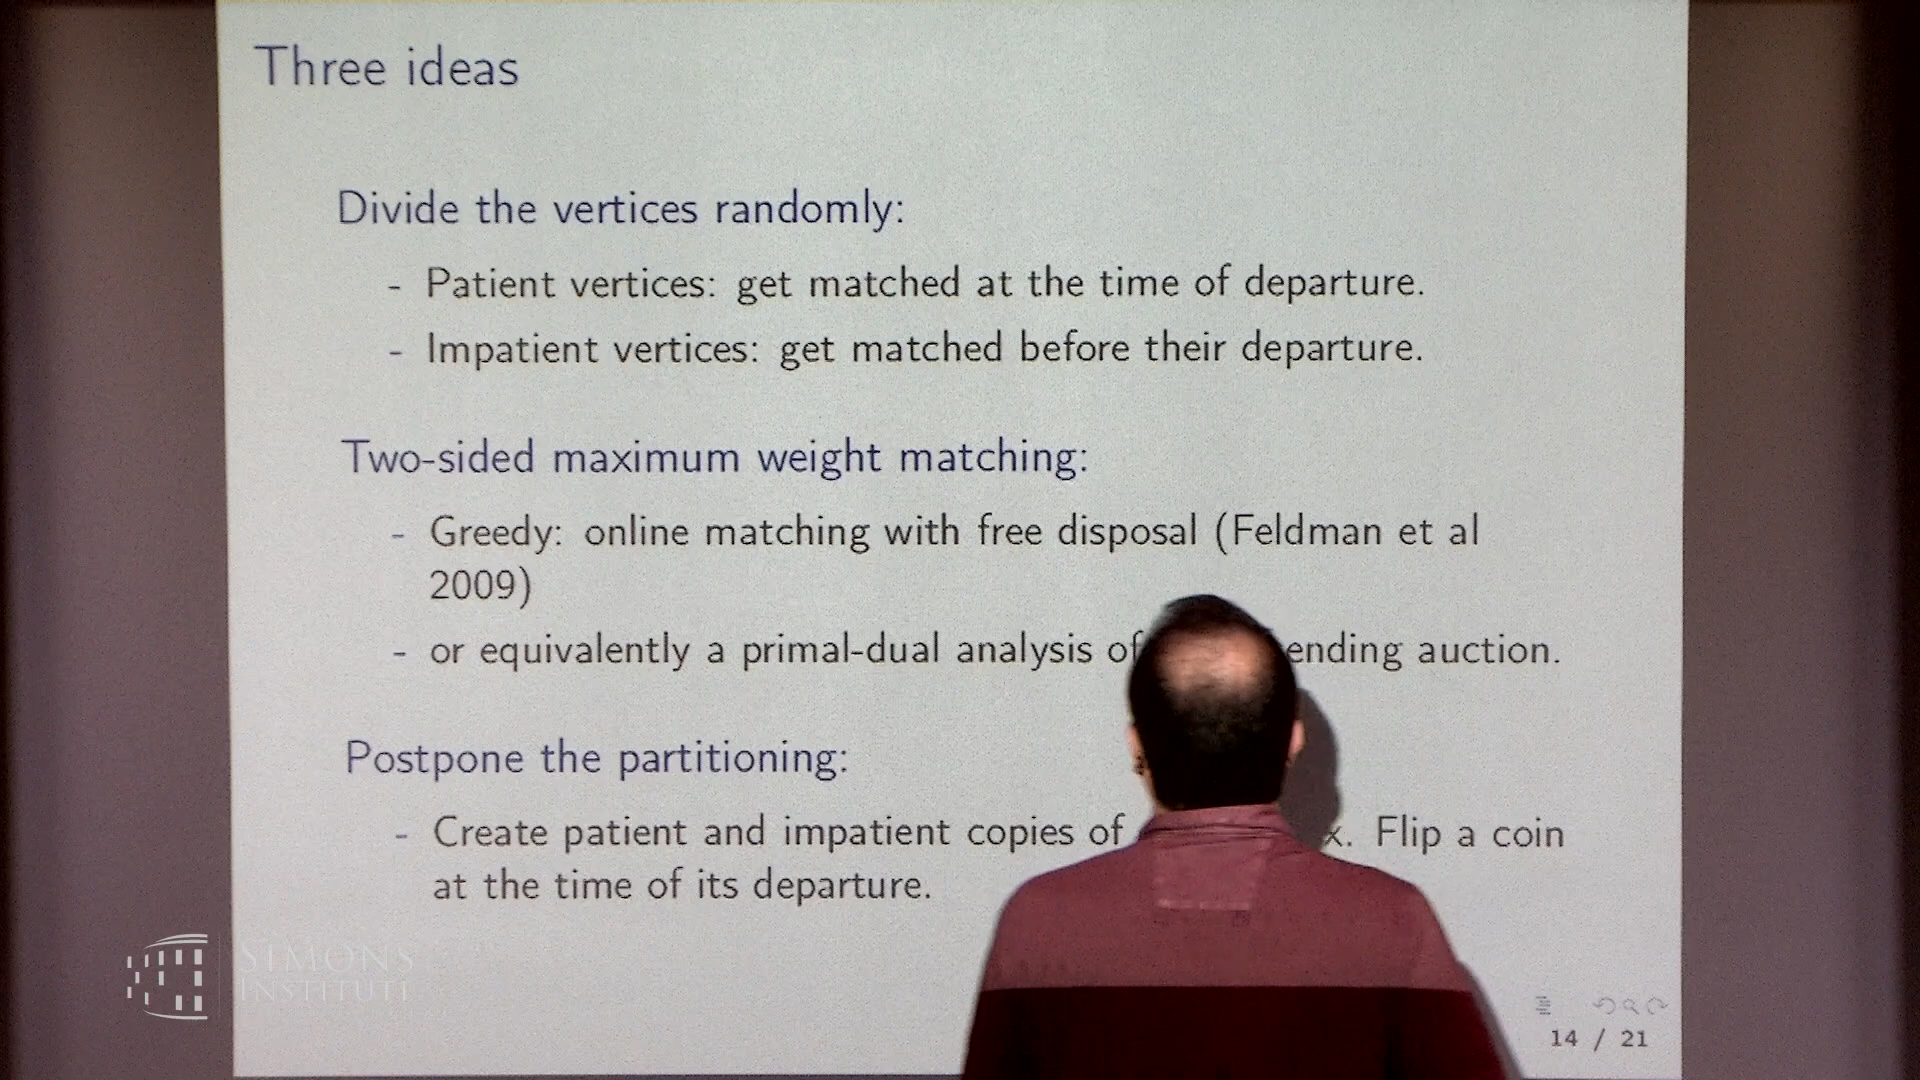 Three ideas
Divide the vertices randomly:
- Patient vertices: get matched at the time of departure.
- Impatient vertices: get matched before their departure.
Two-sided maximum weight matching:
- Greedy: online matching with free disposal (Feldman et al
2009)
- or equivalently a primal-dual analysis of ending auction.
Postpone the partitioning:
- Create patient and impatient copies of x. Flip a coin
at the time of its departure.
SIMONS
INSTITUTE
14 / 21